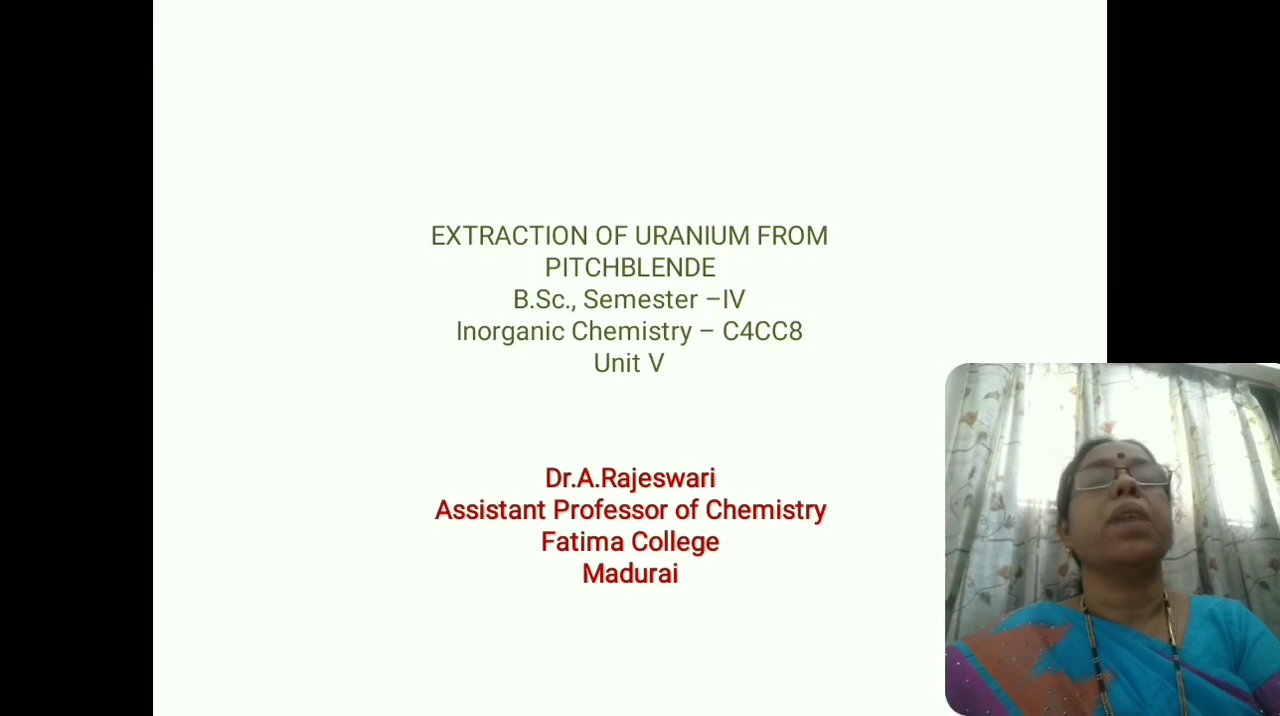 EXTRACTION OF URANIUM FROM
PITCHBLENDE
B.Sc., Semester –IV
Inorganic Chemistry – C4CC8
Unit V
Dr.A.Rajeswari
Assistant Professor of Chemistry
Fatima College
Madurai